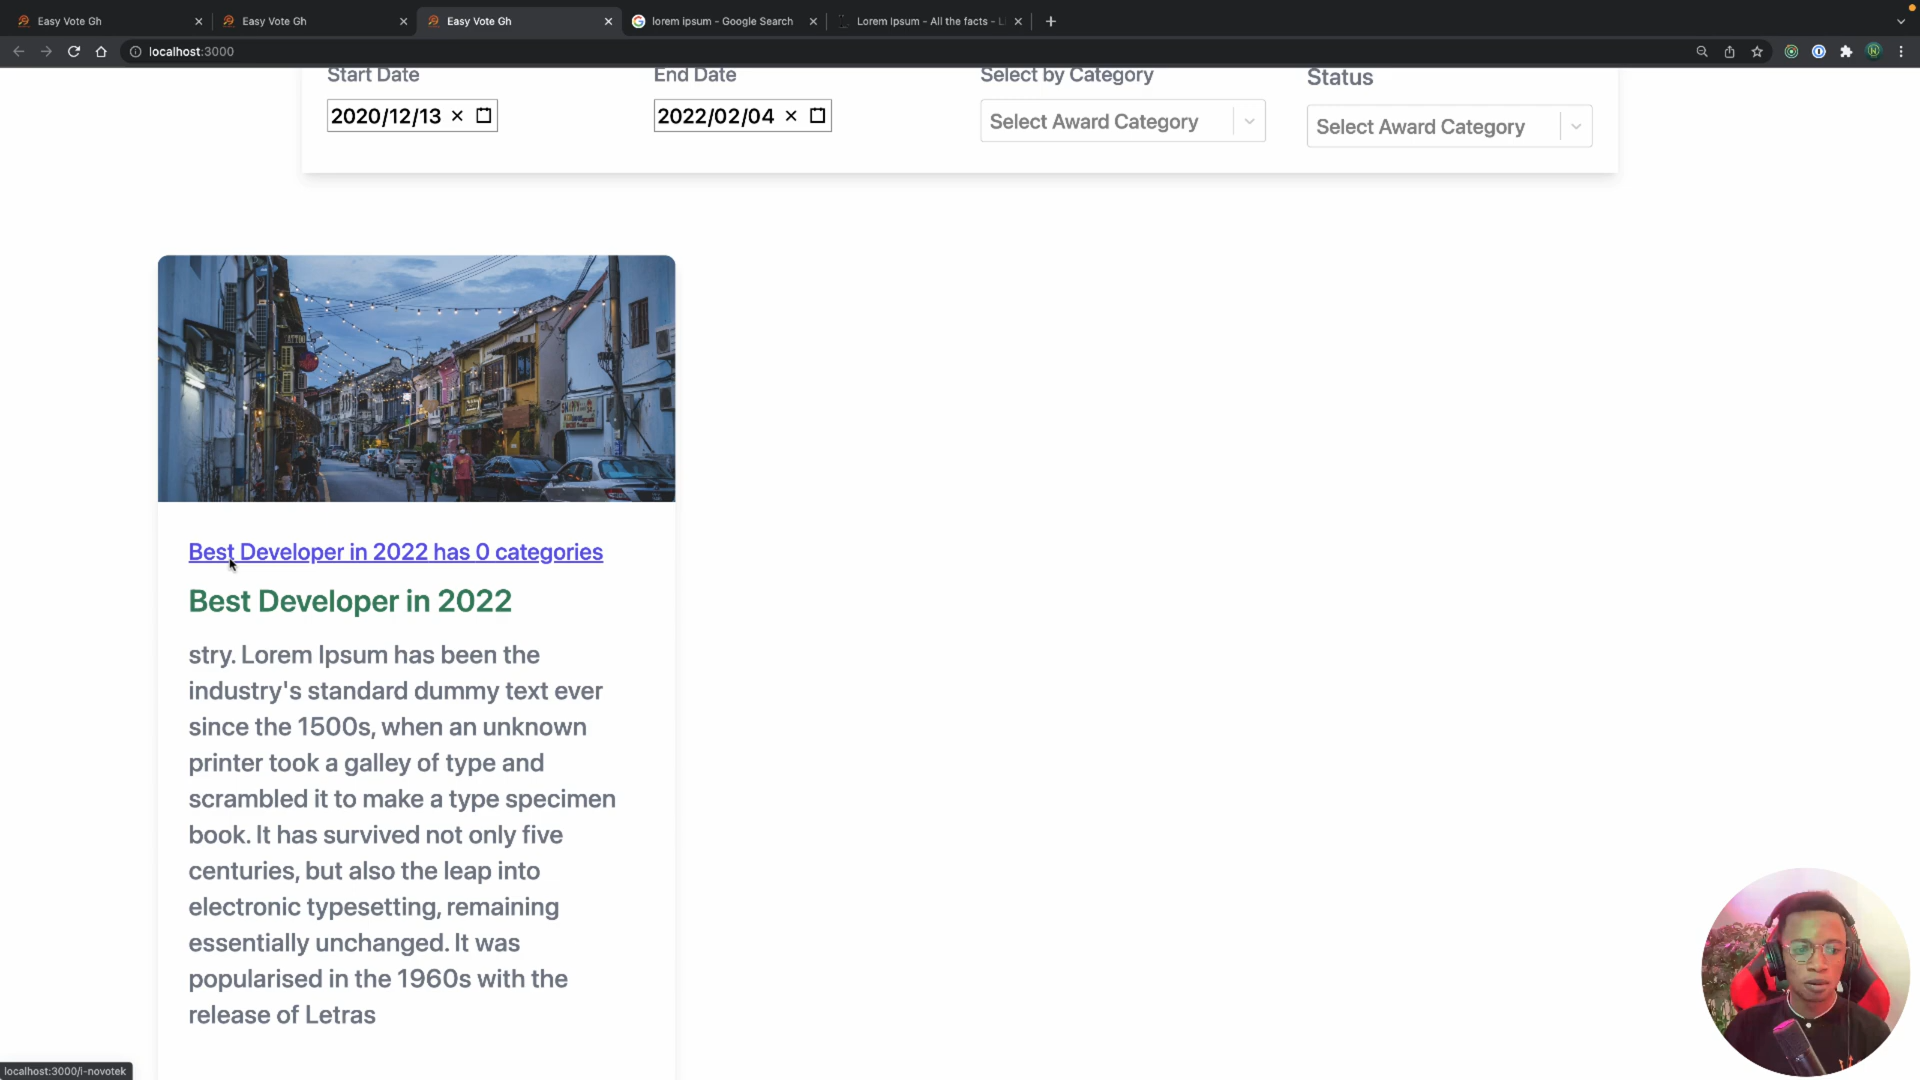 Easy Vote Gh
Easy Vote Gh
Easy Vote Gh
lorem ipsum - Google Search
Lorem Ipsum - All the facts - L
localhost:3000
Start Date
End Date
Select by Category
Status
2020/12/13
2022/02/04
Select Award Category
Select Award Category
Best Developer in 2022 has 0 categories
Best Developer in 2022
stry. Lorem Ipsum has been the
industry's standard dummy text ever
since the 1500s, when an unknown
printer took a galley of type and
scrambled it to make a type specimen
book. It has survived not only five
centuries, but also the leap into
electronic typesetting, remaining
essentially unchanged. It was
popularised in the 1960s with the
release of Letras
localhost:3000/i-novotek